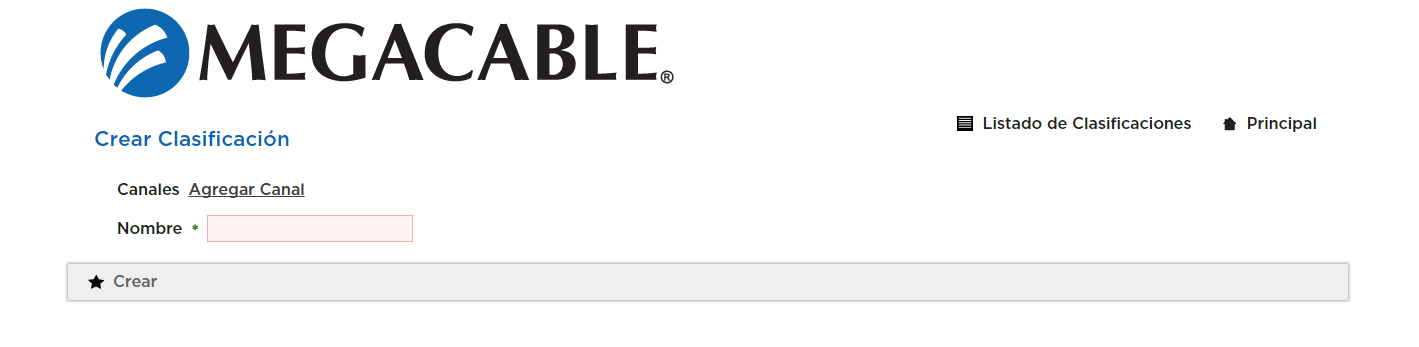 MEGACABLE®
Listado de Clasificaciones Principal
Crear Clasificación
Canales Agregar Canal
Nombre *
Crear